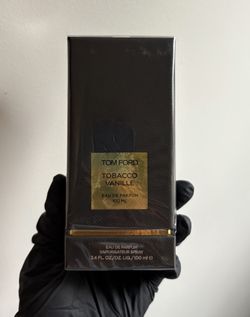 TOM FORD
TOBACCO
VANILLE
EAU DE PARFUM
100 ML
EAU DE PARFUM
VAPORISATEUR SPRAY
3.4 FL.OZ./OZ. LIQ./100 ml ℮